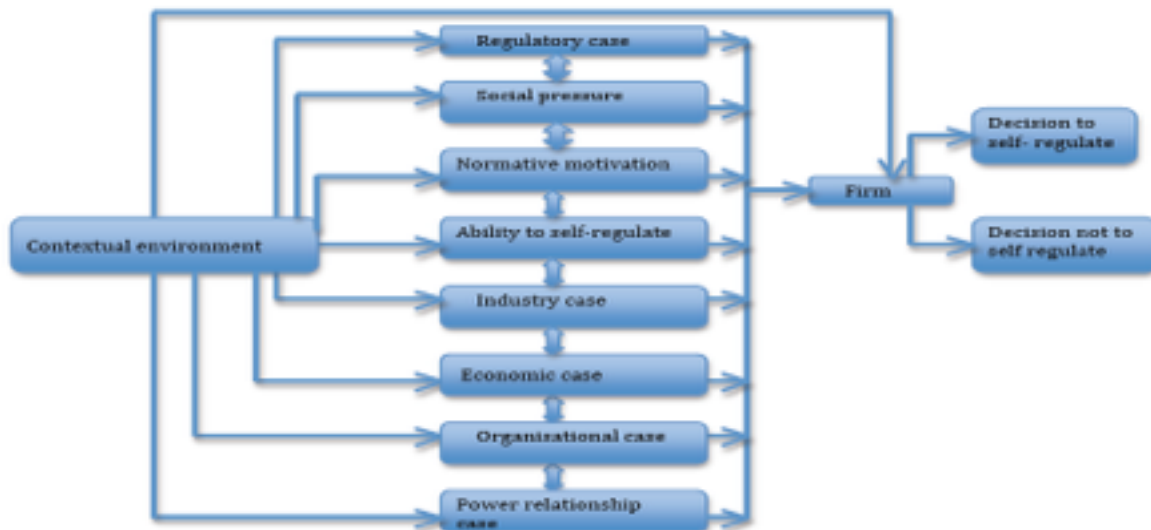 Regulatory case
Social pressure
Normative motivation
Ability to self-regulate
Industry case
Economic case
Organisational case
Power relationship
case
Contextual environment
Firm
Decision to
self- regulate
Decision not to
self regulate